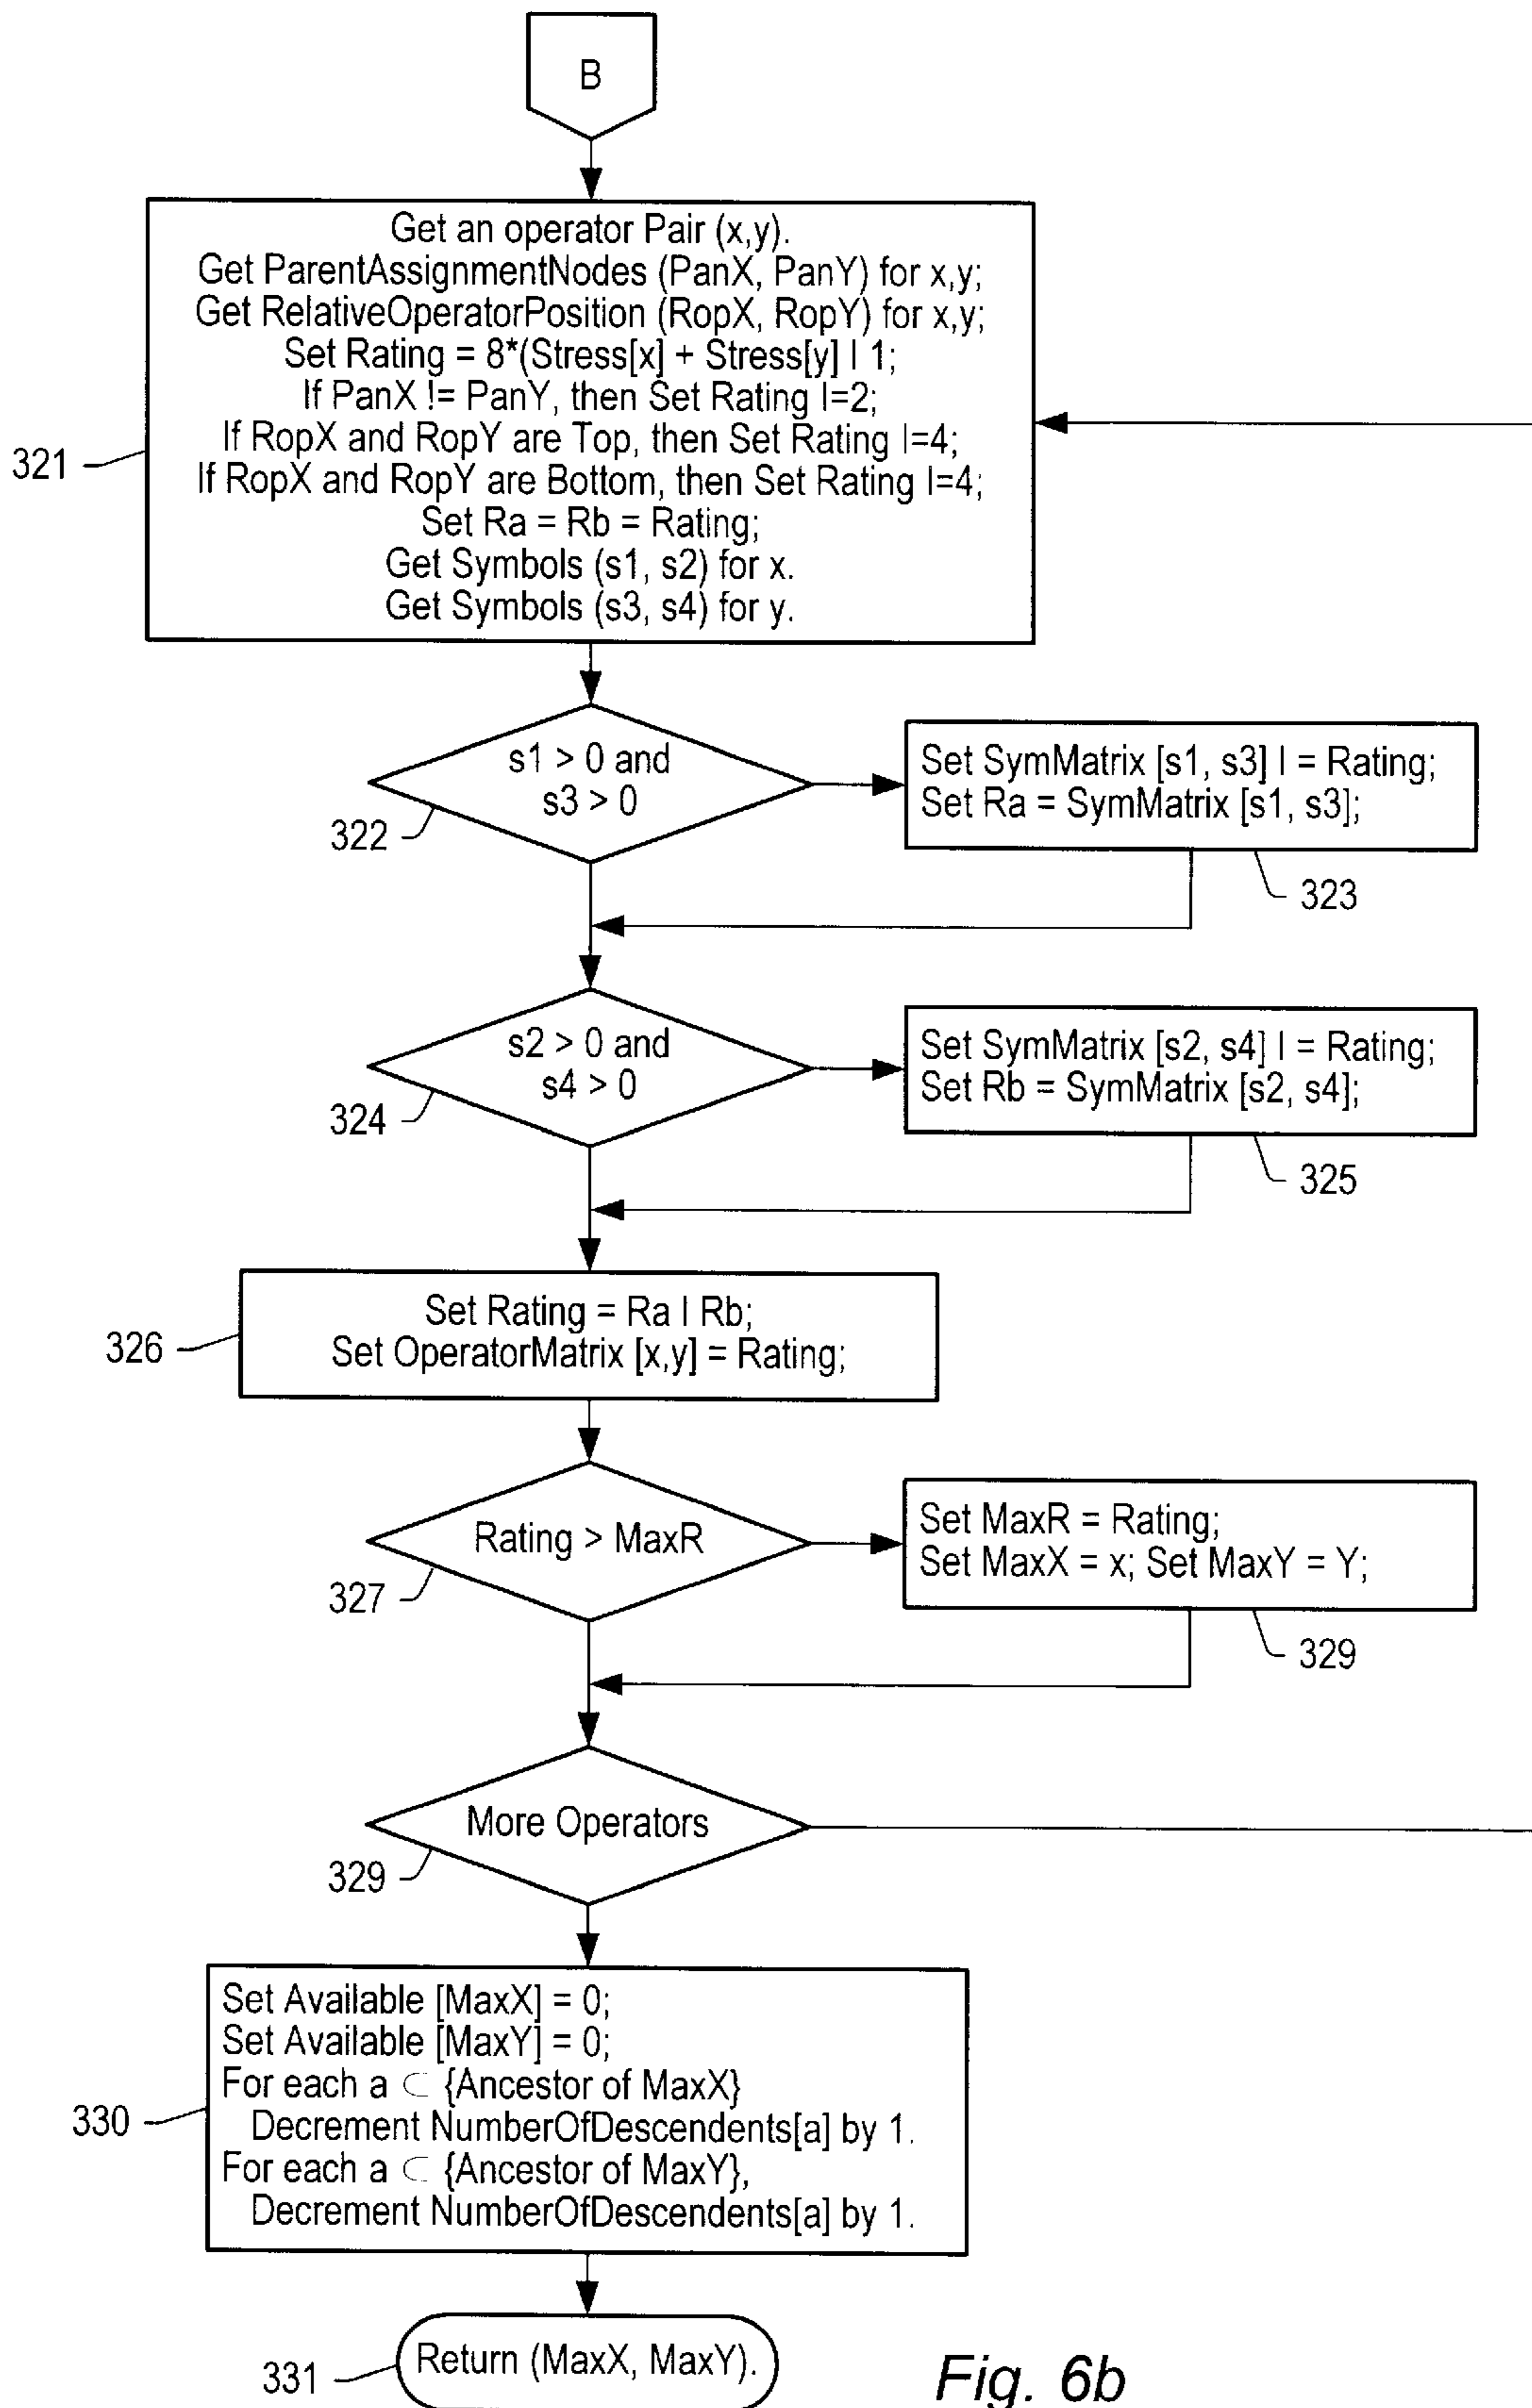 B
Get an operator Pair (x,y).
Get ParentAssignmentNodes (PanX, PanY) for x,y;
Get RelativeOperatorPosition (RopX, RopY) for x,y;
Set Rating = 8*(Stress[x] + Stress[y] | 1;
If PanX != PanY, then Set Rating |=2;
If RopX and RopY are Top, then Set Rating |=4;
If RopX and RopY are Bottom, then Set Rating |=4;
Set Ra = Rb = Rating;
Get Symbols (s1, s2) for x.
Get Symbols (s3, s4) for y.
321
s1 > 0 and
s3 > 0
322
Set SymMatrix [s1, s3] | = Rating;
Set Ra = SymMatrix [s1, s3];
323
s2 > 0 and
s4 > 0
324
Set SymMatrix [s2, s4] | = Rating;
Set Rb = SymMatrix [s2, s4];
325
Set Rating = Ra | Rb;
Set OperatorMatrix [x,y] = Rating;
326
Rating > MaxR
327
Set MaxR = Rating;
Set MaxX = x; Set MaxY = Y;
329
More Operators
329
Set Available [MaxX] = 0;
Set Available [MaxY] = 0;
For each a ⊂ {Ancestor of MaxX}
Decrement NumberOfDescendents[a] by 1.
For each a ⊂ {Ancestor of MaxY},
Decrement NumberOfDescendents[a] by 1.
330
Return (MaxX, MaxY).
331
Fig. 6b